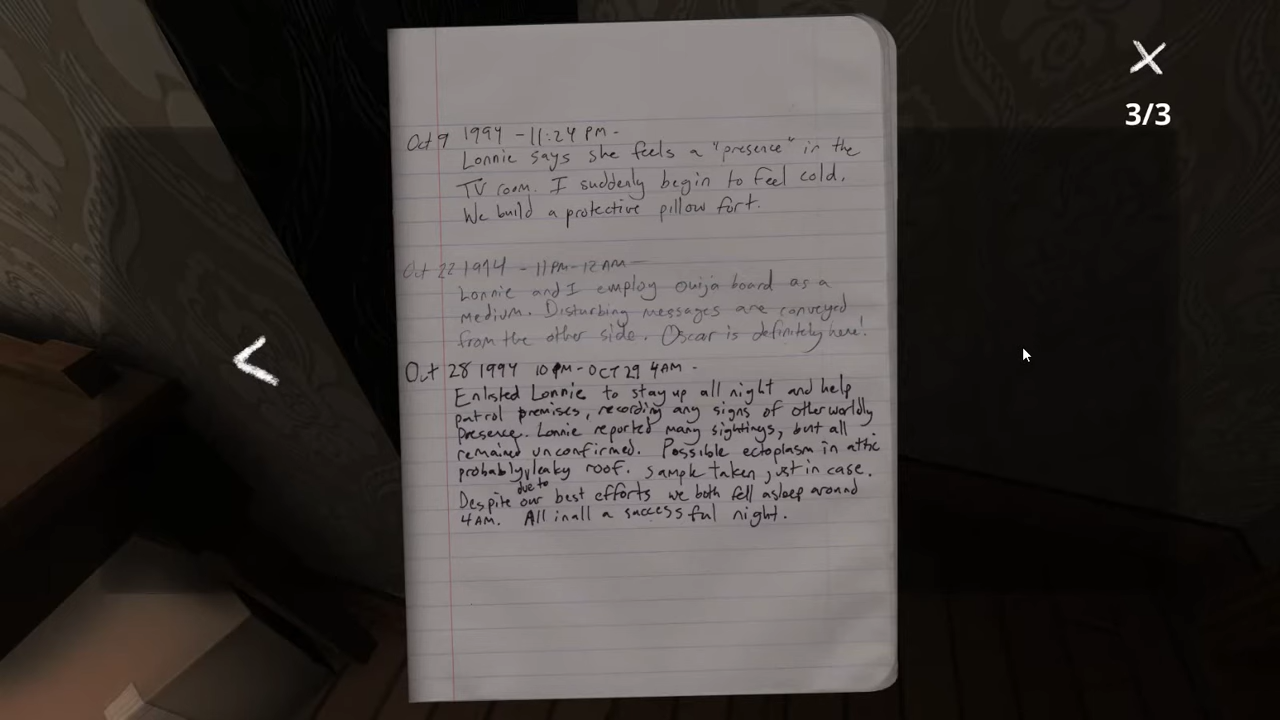 3/3
Oct 9 1994 - 11:24 PM -
Lonnie says she feels a "presence" in the
TV room. I suddenly begin to feel cold.
We build a protective pillow fort.
Oct 22 1994 - 11PM-12AM-
Lonnie and I employ ouija board as a
medium. Disturbing messages are conveyed
from the other side. Oscar is definitely here!
Oct 28 1994 10PM - OCT 29 4AM -
Enlisted Lonnie to stay up all night and help
patrol premises, recording any signs of otherworldly
presence. Lonnie reported many sightings, but all
remained unconfirmed. Possible ectoplasm in attic
probably leaky roof. Sample taken just in case.
due to
Despite our best efforts we both fell asleep around
4AM. All in all a successful night.